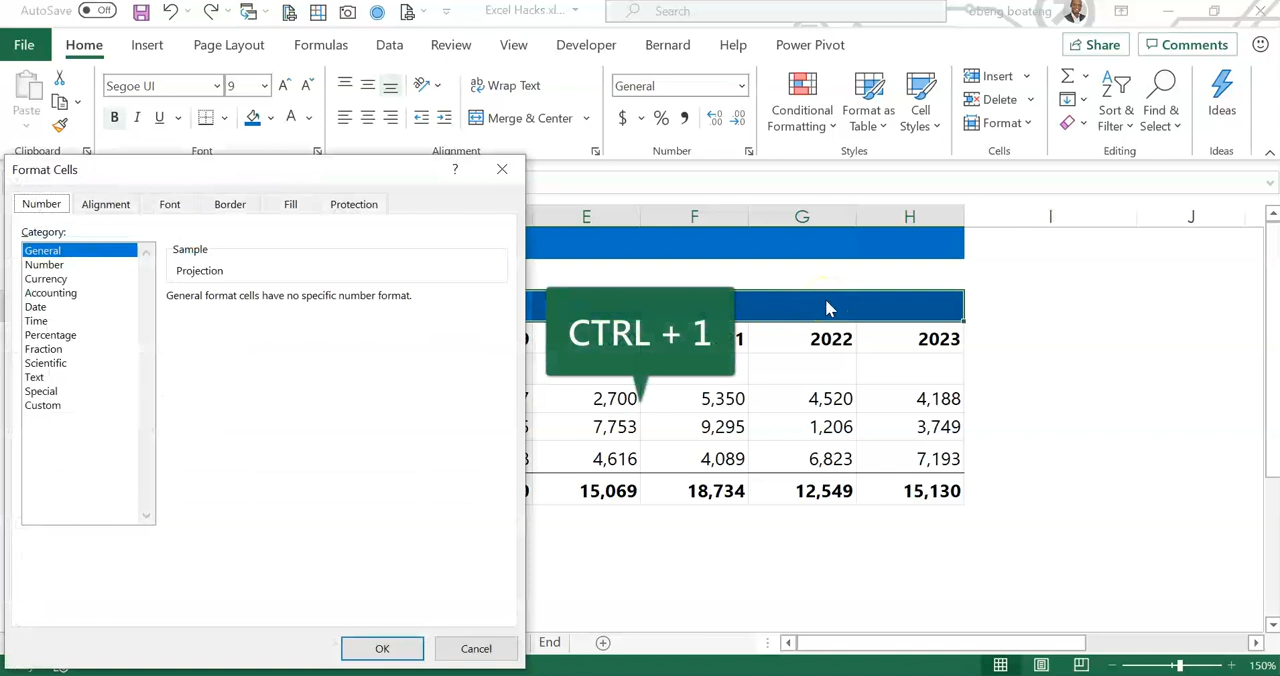 AutoSave Off Excel Hacks.xl... Search obeng boateng
File Home Insert Page Layout Formulas Data Review View Developer Bernard Help Power Pivot Share Comments
Paste Segoe UI 9 A A Wrap Text General Conditional Formatting Format as Table Cell Styles Insert Sort & Filter Find & Select Ideas
B I U A Merge & Center $ % Delete
Format
Clipboard Font Alignment Number Styles Cells Editing Ideas
Format Cells ? 
Number Alignment Font Border Fill Protection
E F G H I J
Category:
General
Number
Currency
Accounting
Date
Time
Percentage
Fraction
Scientific
Text
Special
Custom
Sample
Projection
General format cells have no specific number format.
CTRL + 1
1 2022 2023
2,700 5,350 4,520 4,188
7,753 9,295 1,206 3,749
4,616 4,089 6,823 7,193
15,069 18,734 12,549 15,130
OK Cancel
End
150%